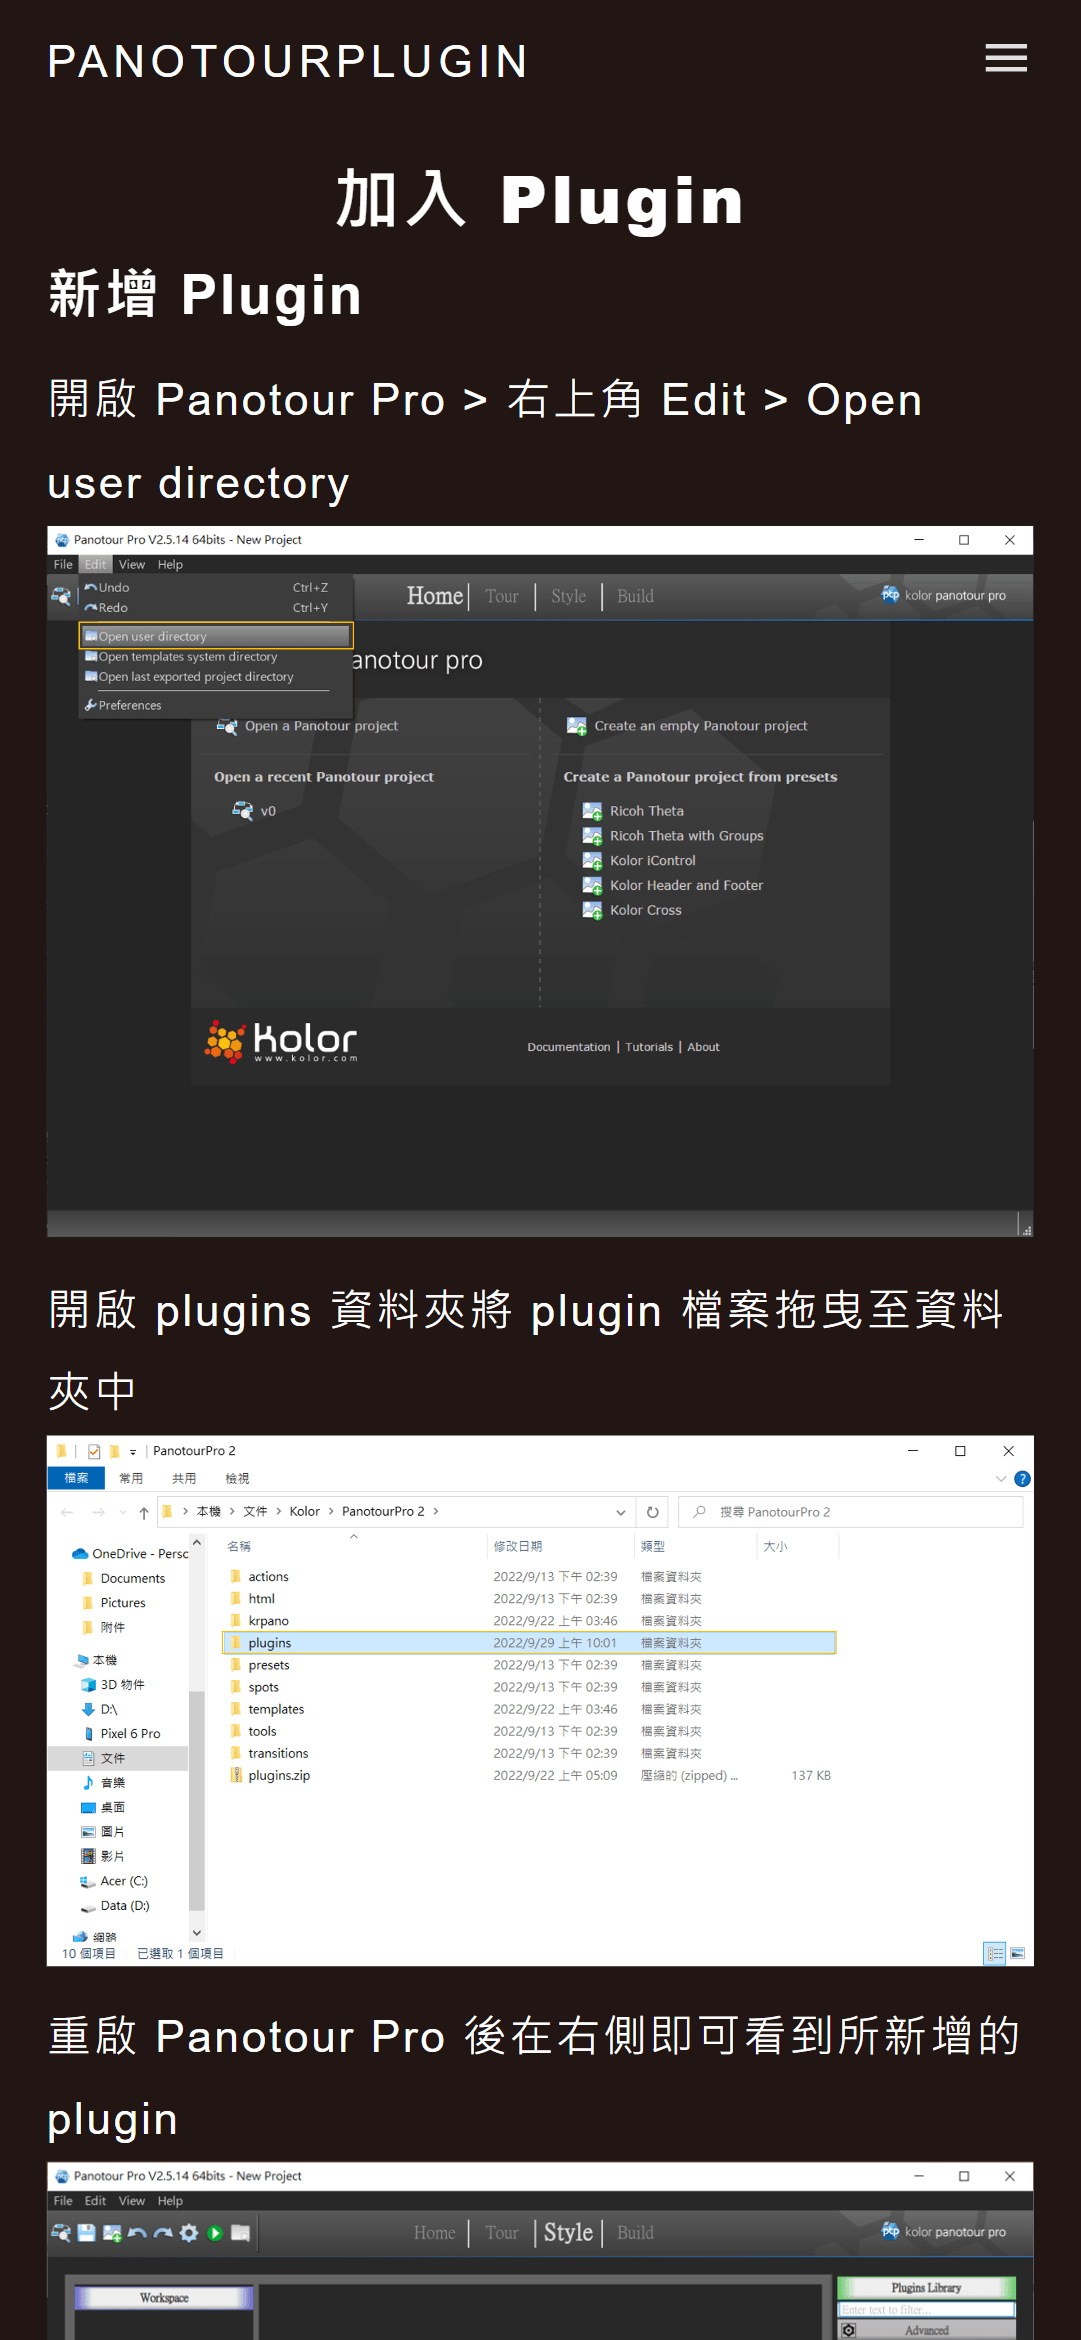 PANOTOURPLUGIN
加入 Plugin
新增 Plugin
開啟 Panotour Pro > 右上角 Edit > Open
user directory
Panotour Pro V2.5.14 64bits - New Project
File Edit View Help
Undo Ctrl+Z
Redo Ctrl+Y
Open user directory
Open templates system directory
Open last exported project directory
Preferences
Home Tour Style Build
kolor panotour pro
anotour pro
Open a Panotour project
Create an empty Panotour project
Open a recent Panotour project
v0
Create a Panotour project from presets
Ricoh Theta
Ricoh Theta with Groups
Kolor iControl
Kolor Header and Footer
Kolor Cross
kolor
www.kolor.com
Documentation | Tutorials | About
開啟 plugins 資料夾將 plugin 檔案拖曳至資料
夾中
PanotourPro 2
檔案 常用 共用 檢視
本機 > 文件 > Kolor > PanotourPro 2 >
搜尋 PanotourPro 2
OneDrive - Persc
Documents
Pictures
附件
本機
3D 物件
D:\
Pixel 6 Pro
文件
音樂
桌面
圖片
影片
Acer (C:)
Data (D:)
網路
名稱 修改日期 類型 大小
actions 2022/9/13 下午 02:39 檔案資料夾
html 2022/9/13 下午 02:39 檔案資料夾
krpano 2022/9/22 上午 03:46 檔案資料夾
plugins 2022/9/29 上午 10:01 檔案資料夾
presets 2022/9/13 下午 02:39 檔案資料夾
spots 2022/9/13 下午 02:39 檔案資料夾
templates 2022/9/22 上午 03:46 檔案資料夾
tools 2022/9/13 下午 02:39 檔案資料夾
transitions 2022/9/13 下午 02:39 檔案資料夾
plugins.zip 2022/9/22 上午 05:09 壓縮的 (zipped) ... 137 KB
10 個項目 已選取 1 個項目
重啟 Panotour Pro 後在右側即可看到所新增的
plugin
Panotour Pro V2.5.14 64bits - New Project
File Edit View Help
Home Tour Style Build
kolor panotour pro
Workspace
Plugins Library
Enter text to filter...
Advanced